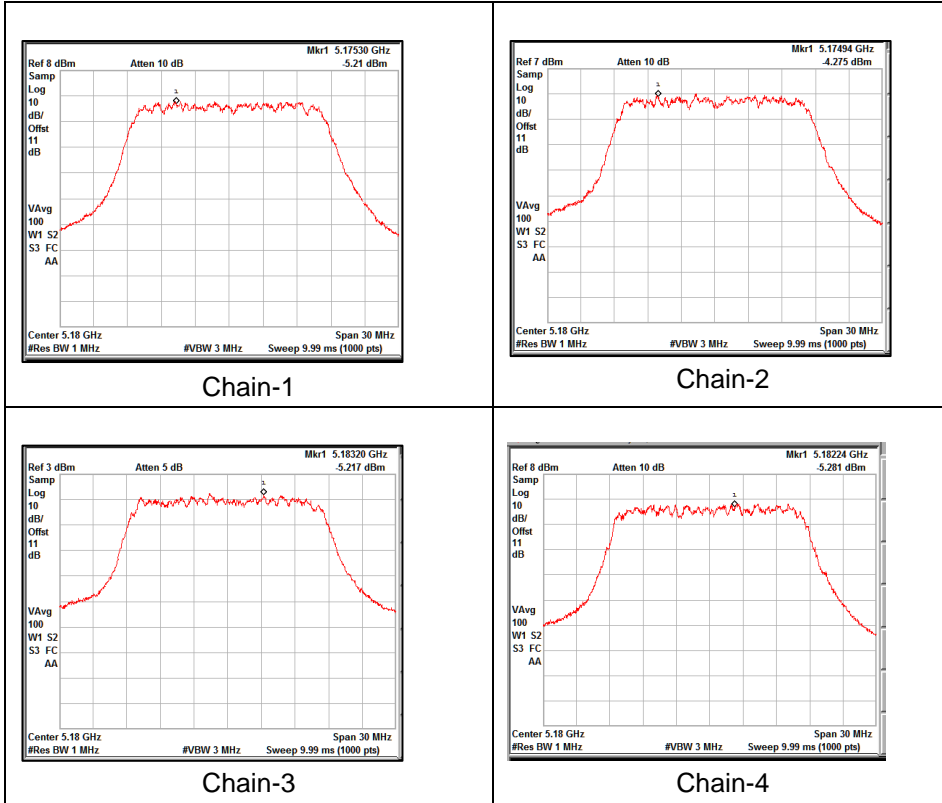 Mkr1 5.17530 GHz
Ref 8 dBm Atten 10 dB -5.21 dBm
Samp
Log
10
dB/
Offset
11
dB
VAvg
100
W1 S2
S3 FC
AA
1
Center 5.18 GHz Span 30 MHz
#Res BW 1 MHz #VBW 3 MHz Sweep 9.99 ms (1000 pts)
Chain-1
Mkr1 5.17494 GHz
Ref 7 dBm Atten 10 dB -4.275 dBm
Samp
Log
10
dB/
Offst
11
dB
VAvg
100
W1 S2
S3 FC
AA
1
Center 5.18 GHz Span 30 MHz
#Res BW 1 MHz #VBW 3 MHz Sweep 9.99 ms (1000 pts)
Chain-2
Mkr1 5.18320 GHz
Ref 3 dBm Atten 5 dB -5.217 dBm
Samp
Log
10
dB/
Offst
11
dB
VAvg
100
W1 S2
S3 FC
AA
1
Center 5.18 GHz Span 30 MHz
#Res BW 1 MHz #VBW 3 MHz Sweep 9.99 ms (1000 pts)
Chain-3
Mkr1 5.18224 GHz
Ref 8 dBm Atten 10 dB -5.281 dBm
Samp
Log
10
dB/
Offst
11
dB
VAvg
100
W1 S2
S3 FC
AA
1
Center 5.18 GHz Span 30 MHz
#Res BW 1 MHz #VBW 3 MHz Sweep 9.99 ms (1000 pts)
Chain-4